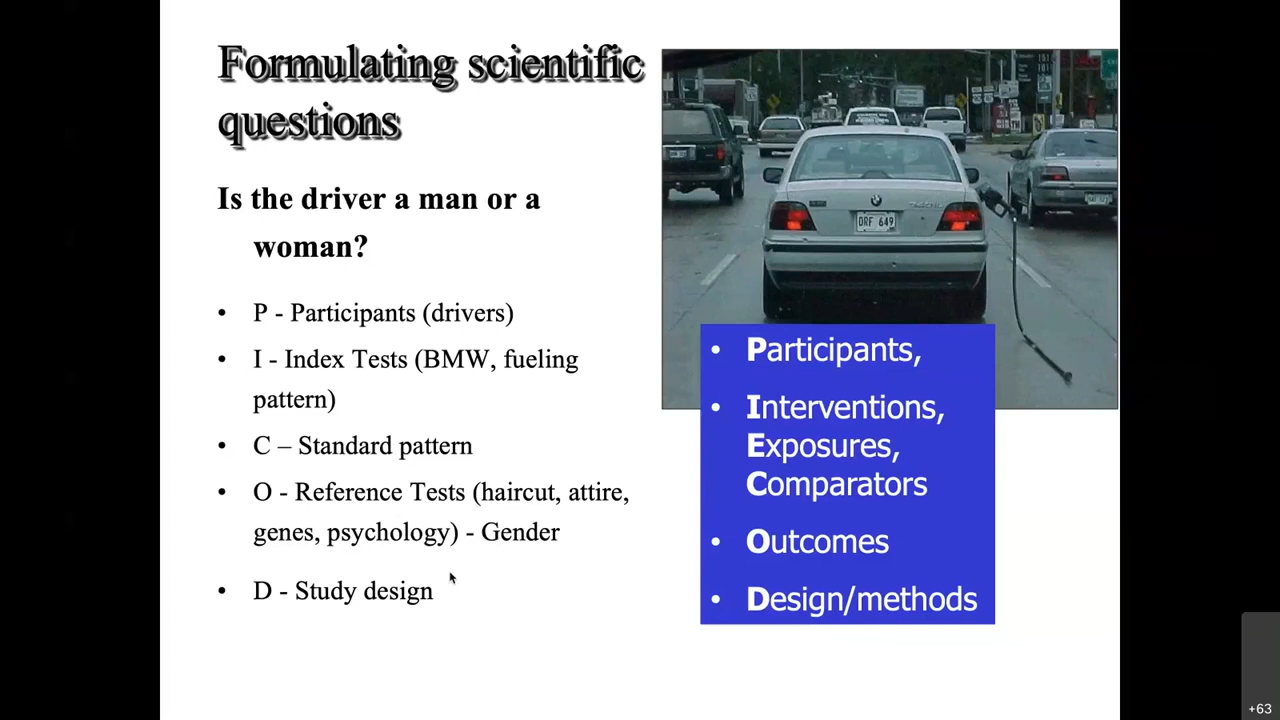 Formulating scientific
questions
Is the driver a man or a
woman?
• P - Participants (drivers)
• I - Index Tests (BMW, fueling
pattern)
• C – Standard pattern
• O - Reference Tests (haircut, attire,
genes, psychology) - Gender
• D - Study design
DRF 649
• Participants,
• Interventions,
Exposures,
Comparators
• Outcomes
• Design/methods
+63